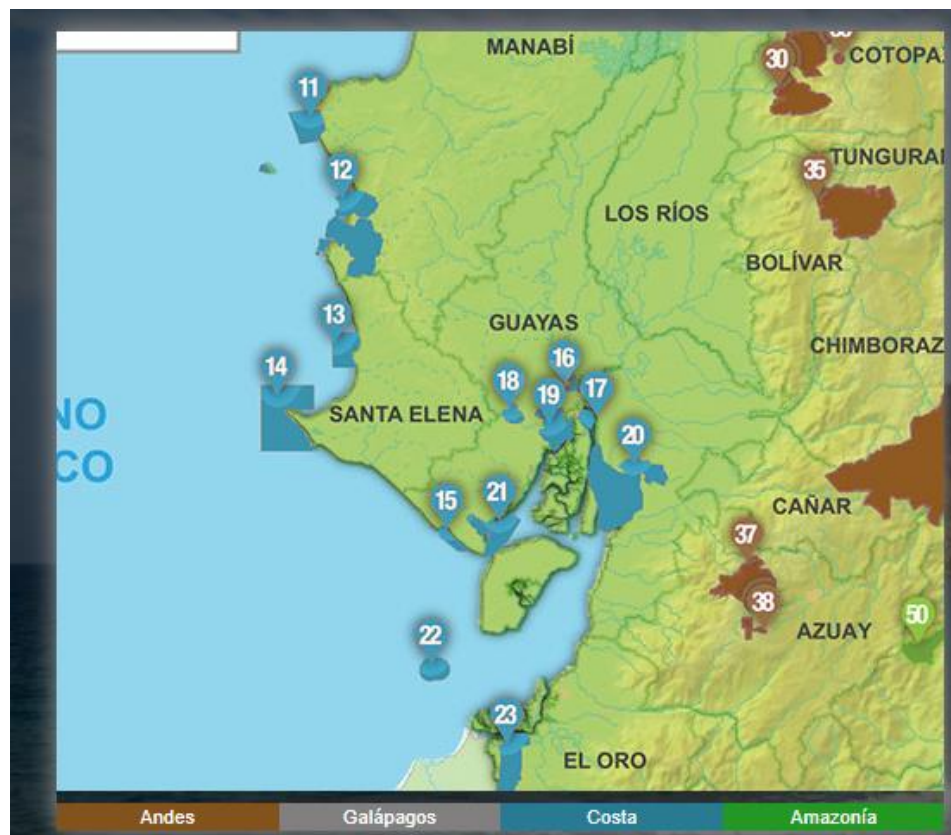 MANABÍ
COTOPA
30
11
TUNGURAI
12
35
LOS RÍOS
BOLÍVAR
13
GUAYAS
CHIMBORAZ
14
16
18
17
19
SANTA ELENA
NO
20
CO
15
21
CAÑAR
37
38
50
AZUAY
22
23
EL ORO
Andes
Galápagos
Costa
Amazonía